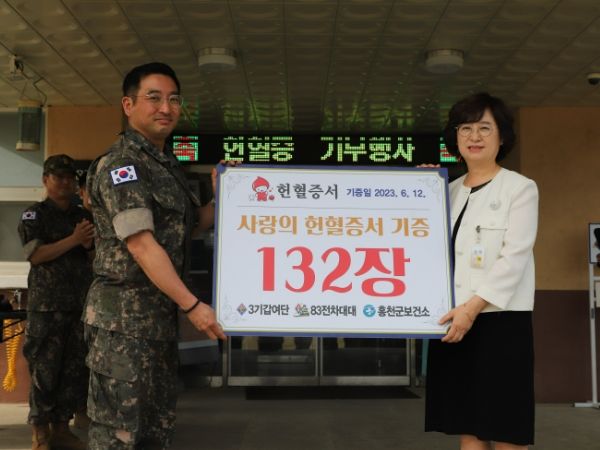 헌혈증 기부행사
헌혈증서 기증일 2023. 6. 12.
사랑의 헌혈증서 기증
132장
3기갑여단 83전차대대 홍천군보건소